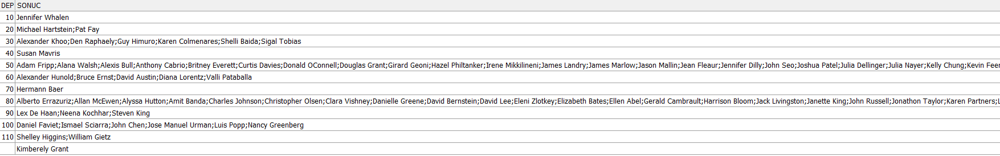 DEP SONUC
10 Jennifer Whalen
20 Michael Hartstein;Pat Fay
30 Alexander Khoo;Den Raphaely;Guy Himuro;Karen Colmenares;Shelli Baida;Sigal Tobias
40 Susan Mavris
50 Adam Fripp;Alana Walsh;Alexis Bull;Anthony Cabrio;Britney Everett;Curtis Davies;Donald OConnell;Douglas Grant;Girard Geoni;Hazel Philtanker;Irene Mikkilineni;James Landry;James Marlow;Jason Mallin;Jean Fleaur;Jennifer Dilly;John Seo;Joshua Patel;Julia Dellinger;Julia Nayer;Kelly Chung;Kevin Feen
60 Alexander Hunold;Bruce Ernst;David Austin;Diana Lorentz;Valli Pataballa
70 Hermann Baer
80 Alberto Errazuriz;Allan McEwen;Alyssa Hutton;Amit Banda;Charles Johnson;Christopher Olsen;Clara Vishney;Danielle Greene;David Bernstein;David Lee;Eleni Zlotkey;Elizabeth Bates;Ellen Abel;Gerald Cambrault;Harrison Bloom;Jack Livingston;Janette King;John Russell;Jonathon Taylor;Karen Partners;L
90 Lex De Haan;Neena Kochhar;Steven King
100 Daniel Faviet;Ismael Sciarra;John Chen;Jose Manuel Urman;Luis Popp;Nancy Greenberg
110 Shelley Higgins;William Gietz
Kimberely Grant